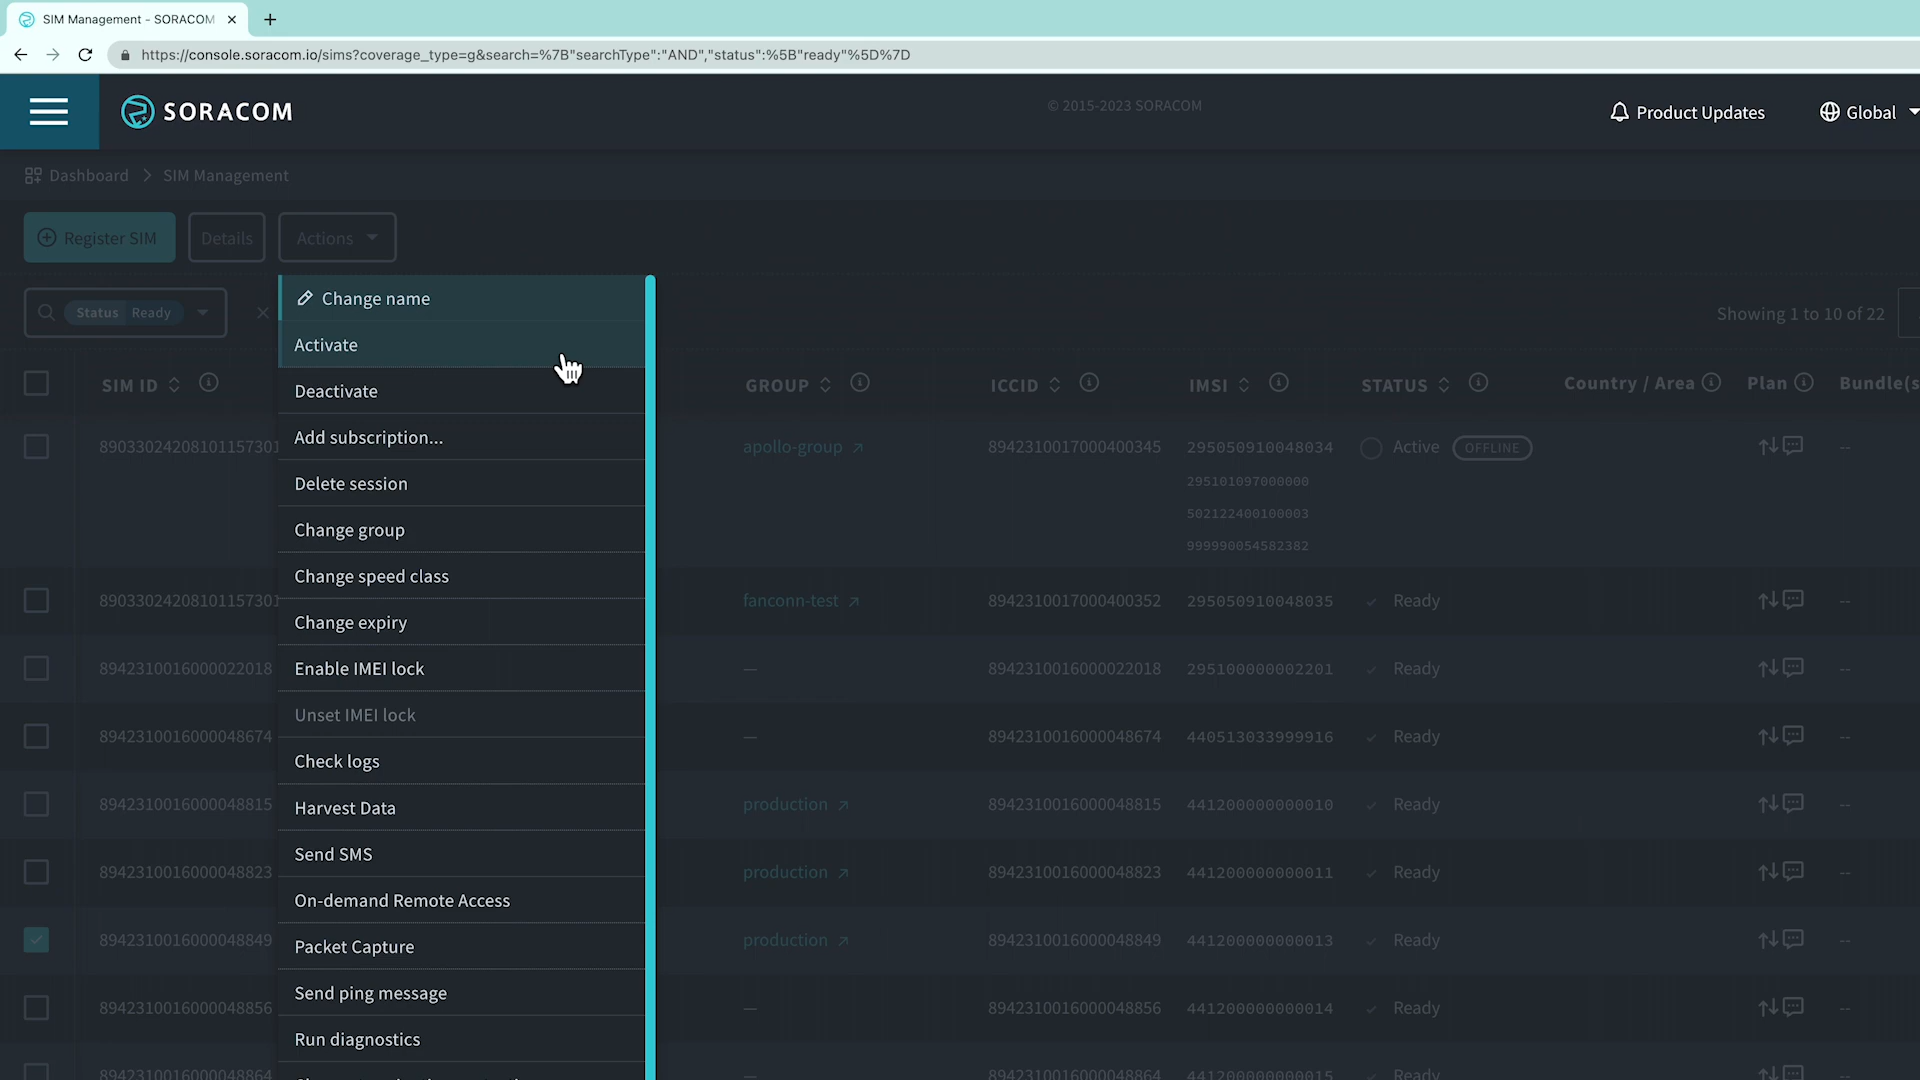 SIM Management - SORACOM
https://console.soracom.io/sims?coverage_type=g&search=%7B"searchType":"AND","status":%5B"ready"%5D%7D
SORACOM
© 2015-2023 SORACOM
Product Updates
Global
Dashboard > SIM Management
Register SIM
Details
Actions
Status Ready
Showing 1 to 10 of 22
Change name
Activate
Deactivate
Add subscription...
Delete session
Change group
Change speed class
Change expiry
Enable IMEI lock
Unset IMEI lock
Check logs
Harvest Data
Send SMS
On-demand Remote Access
Packet Capture
Send ping message
Run diagnostics
SIM ID GROUP ICCID IMSI STATUS Country / Area Plan Bundle(s
89033024208101157301 apollo-group 8942310017000400345 295050910048034 Active OFFLINE --
295101097000000
502122400100003
999990054582382
89033024208101157301 fanconn-test 8942310017000400352 295050910048035 Ready --
8942310016000022018 — 8942310016000022018 295100000002201 Ready --
8942310016000048674 — 8942310016000048674 440513033999916 Ready --
8942310016000048815 production 8942310016000048815 441200000000010 Ready --
8942310016000048823 production 8942310016000048823 441200000000011 Ready --
8942310016000048849 production 8942310016000048849 441200000000013 Ready --
8942310016000048856 — 8942310016000048856 441200000000014 Ready --
8942310016000048864 — 8942310016000048864 441200000000015 Ready --